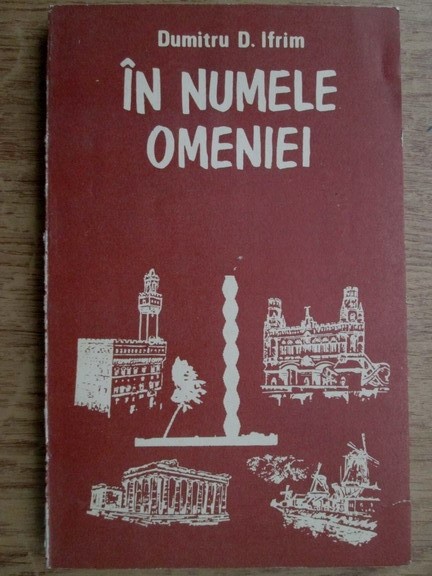 Dumitru D. Ifrim
ÎN NUMELE
OMENIEI